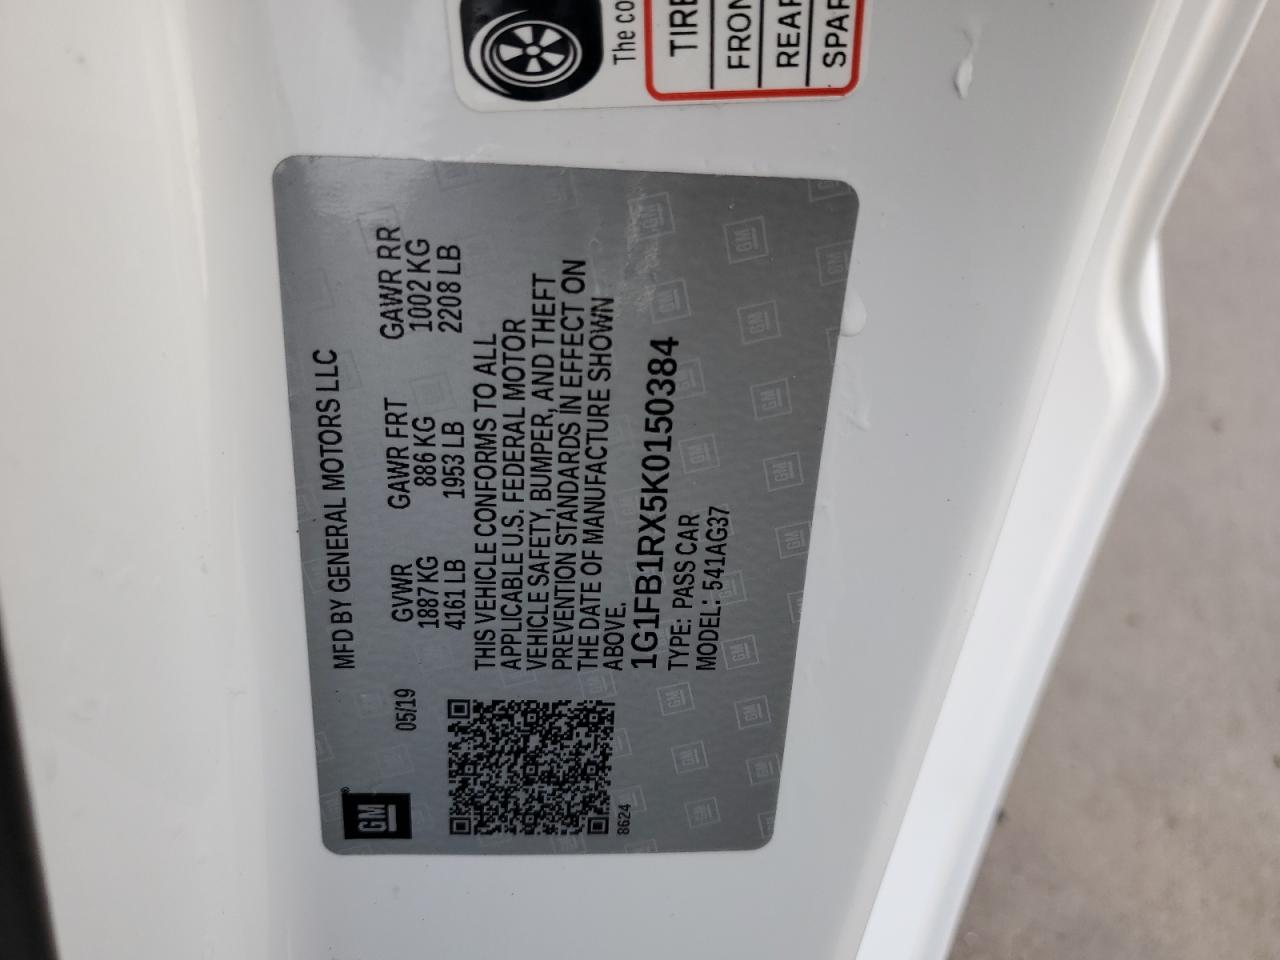 The co
TIRE
FRON
REAR
SPAR
MFD BY GENERAL MOTORS LLC
05/19
GVWR GAWR FRT GAWR RR
1887 KG 886 KG 1002 KG
4161 LB 1953 LB 2208 LB
THIS VEHICLE CONFORMS TO ALL
APPLICABLE U.S. FEDERAL MOTOR
VEHICLE SAFETY, BUMPER, AND THEFT
PREVENTION STANDARDS IN EFFECT ON
THE DATE OF MANUFACTURE SHOWN
ABOVE.
1G1FB1RX5K0150384
TYPE: PASS CAR
MODEL: 541AG37
GM®
8624